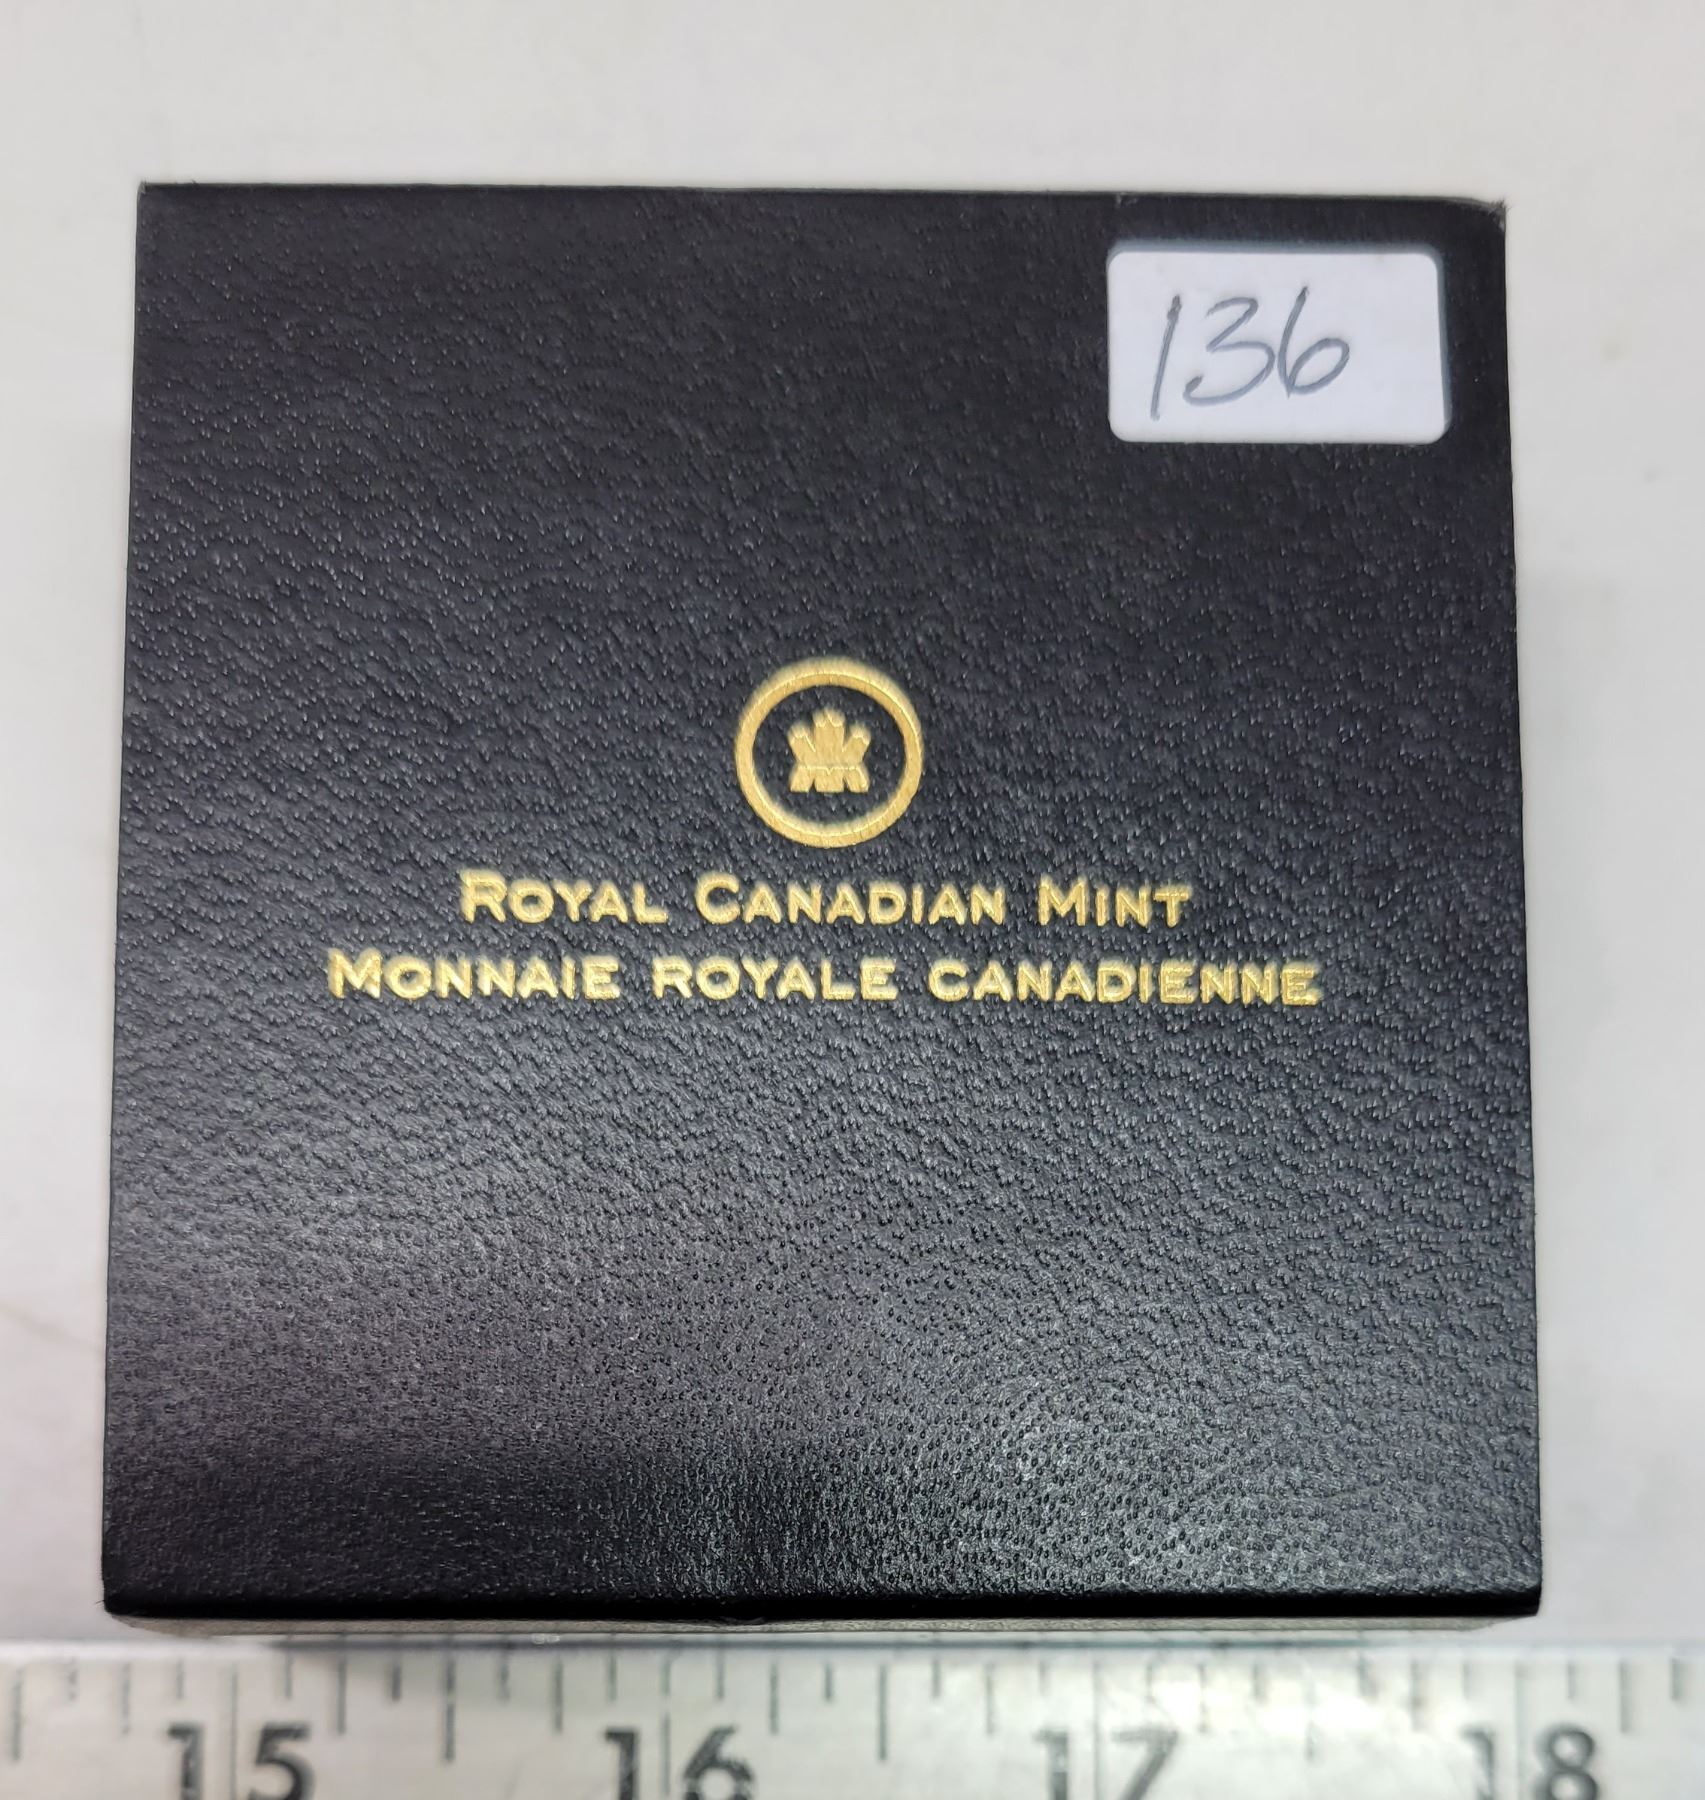 136
ROYAL CANADIAN MINT
MONNAIE ROYALE CANADIENNE
15 16 17 18